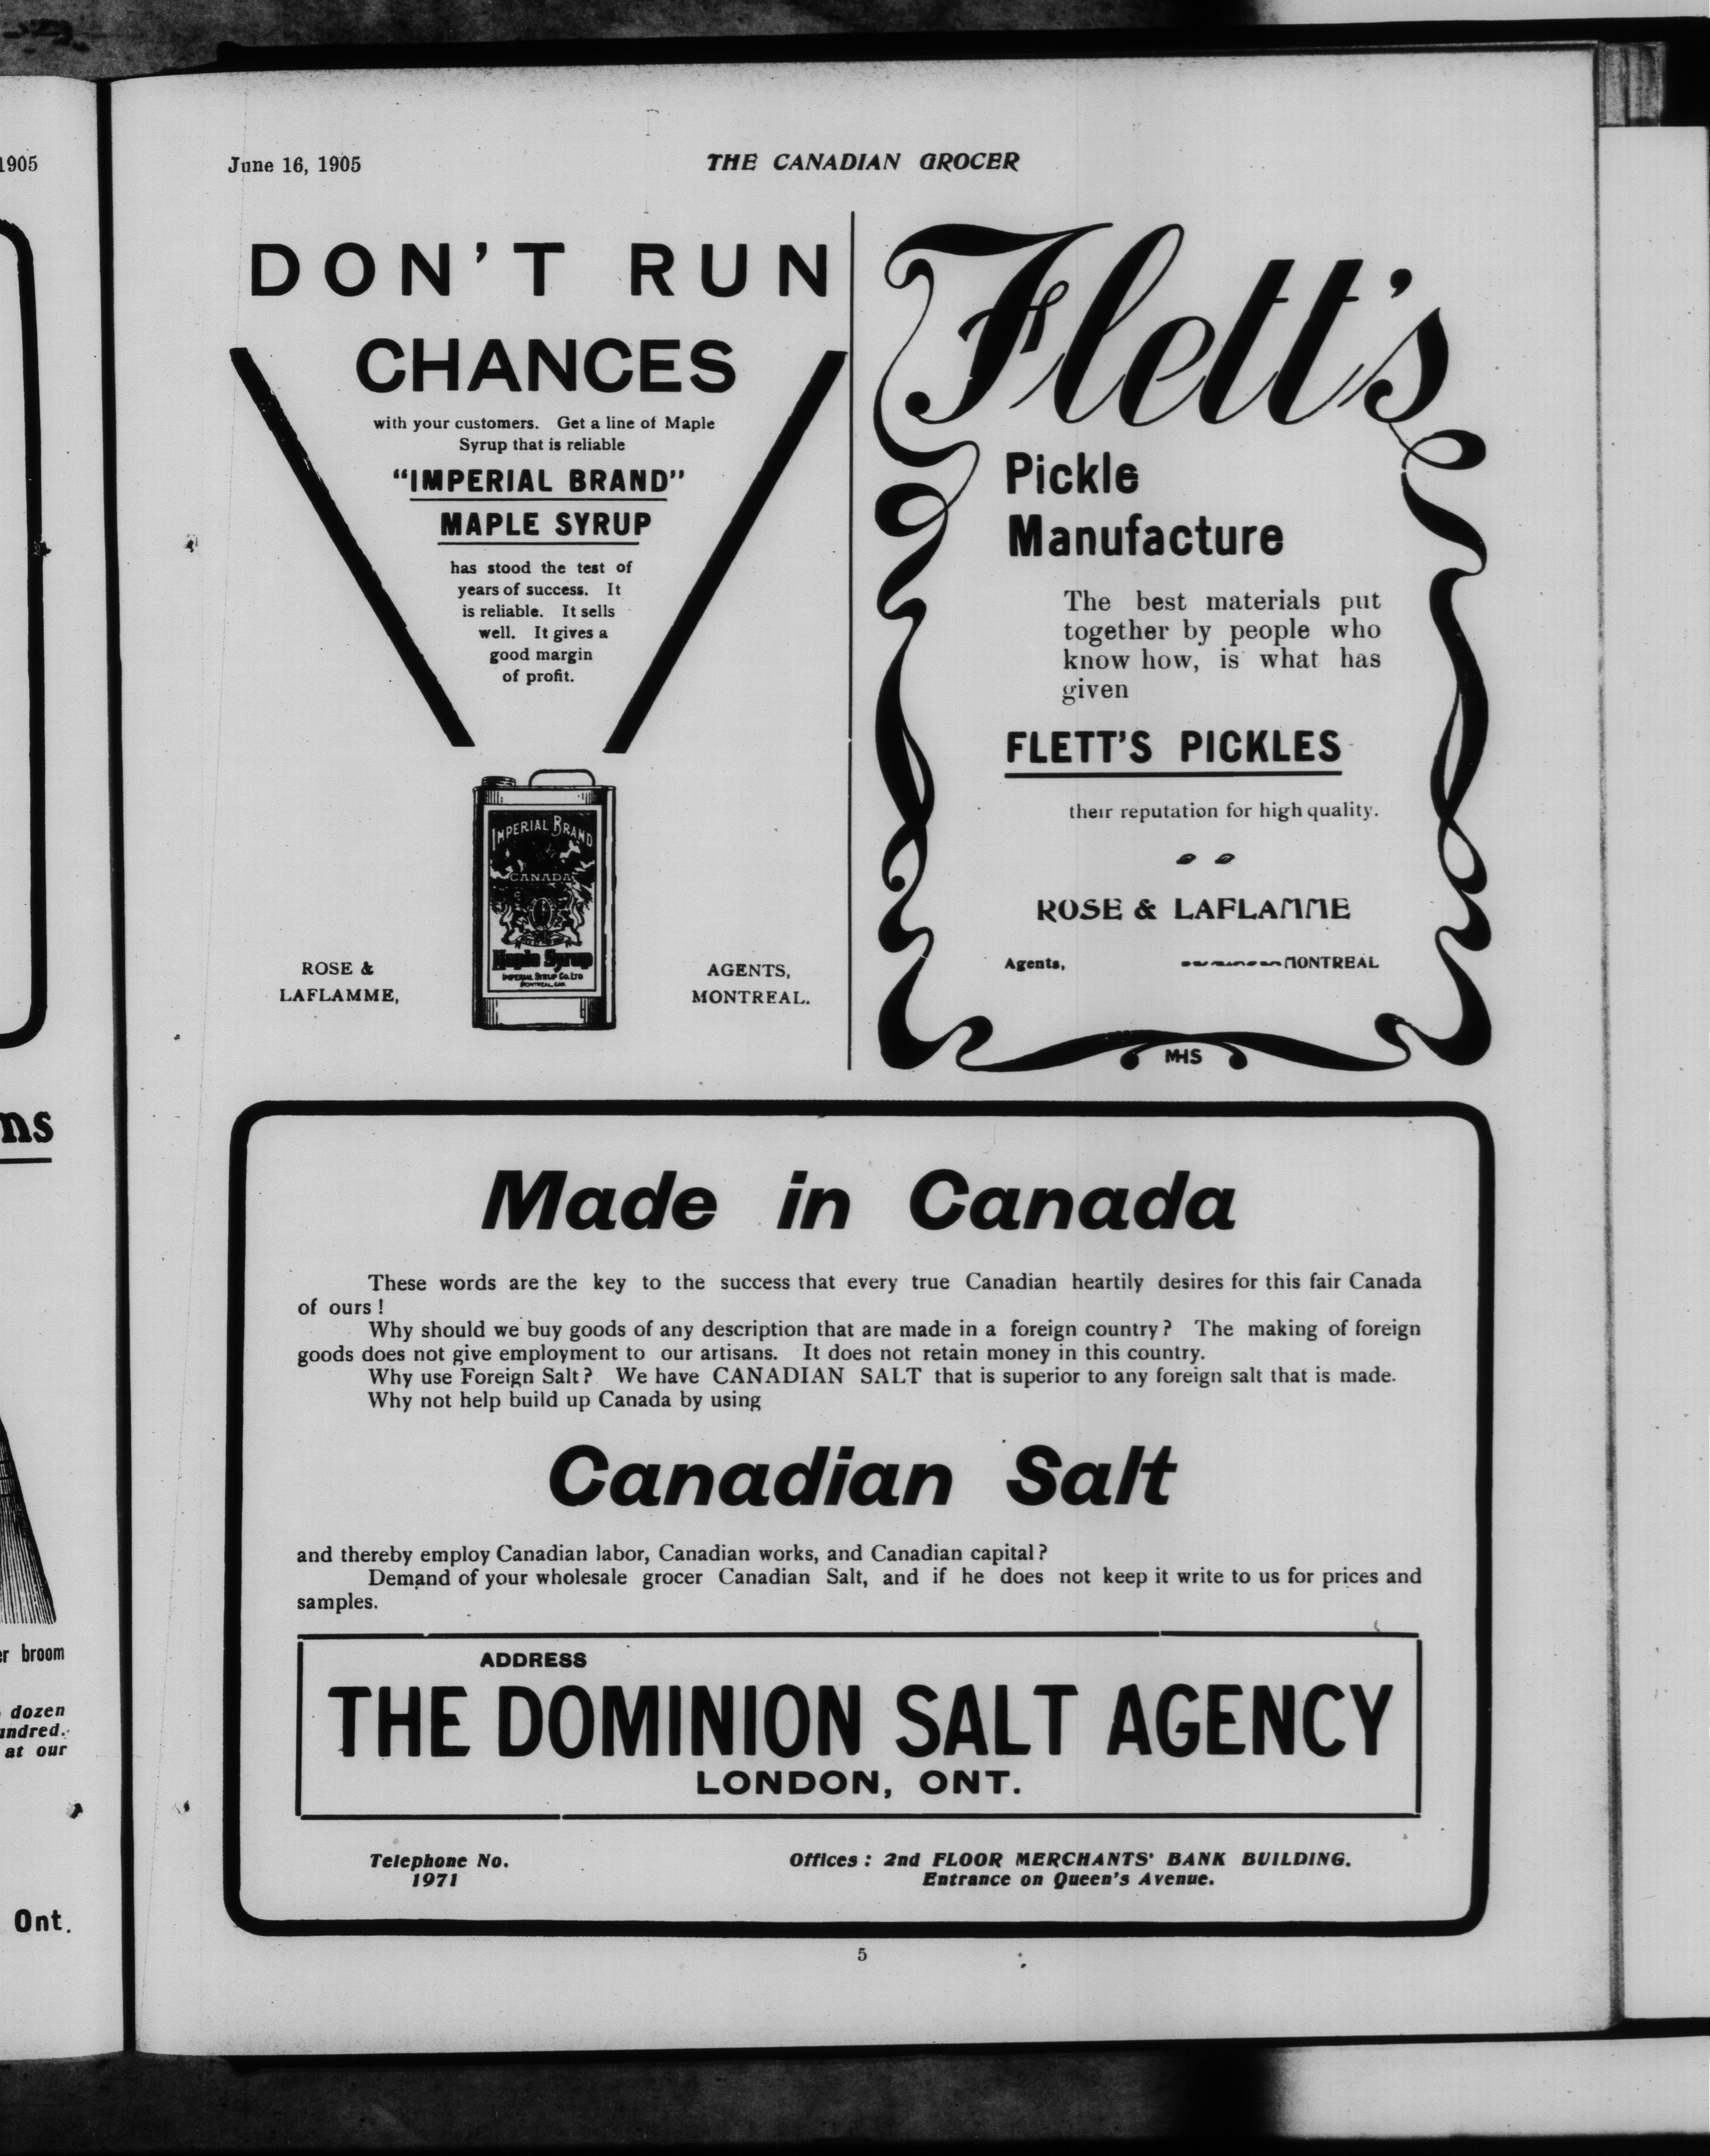 1905
ns
broom
dozen
at our
Ont.
June 16, 1905
THE CANADIAN GROCER
DON'T RUN
CHANCES
with your customers. Get a line of Maple
Syrup that is reliable
"IMPERIAL BRAND"
MAPLE SYRUP
has stood the test of
years of success. It
is reliable. It sells
well. It gives a
good margin
of profit.
IMPERIAL BRAND
CANADA
Maple Syrup
IMPERIAL SYRUP CO. LTD
MONTREAL, CAN.
ROSE &
LAFLAMME,
AGENTS,
MONTREAL.
Flett's
Pickle
Manufacture
The best materials put
together by people who
know how, is what has
given
FLETT'S PICKLES
their reputation for high quality.
ROSE & LAFLAMME
Agents, MONTREAL
MHS
Made in Canada
These words are the key to the success that every true Canadian heartily desires for this fair Canada
of ours!
Why should we buy goods of any description that are made in a foreign country? The making of foreign
goods does not give employment to our artisans. It does not retain money in this country.
Why use Foreign Salt? We have CANADIAN SALT that is superior to any foreign salt that is made.
Why not help build up Canada by using
Canadian Salt
and thereby employ Canadian labor, Canadian works, and Canadian capital?
Demand of your wholesale grocer Canadian Salt, and if he does not keep it write to us for prices and
samples.
ADDRESS
THE DOMINION SALT AGENCY
LONDON, ONT.
Telephone No.
1971
Offices: 2nd FLOOR MERCHANTS' BANK BUILDING.
Entrance on Queen's Avenue.
5